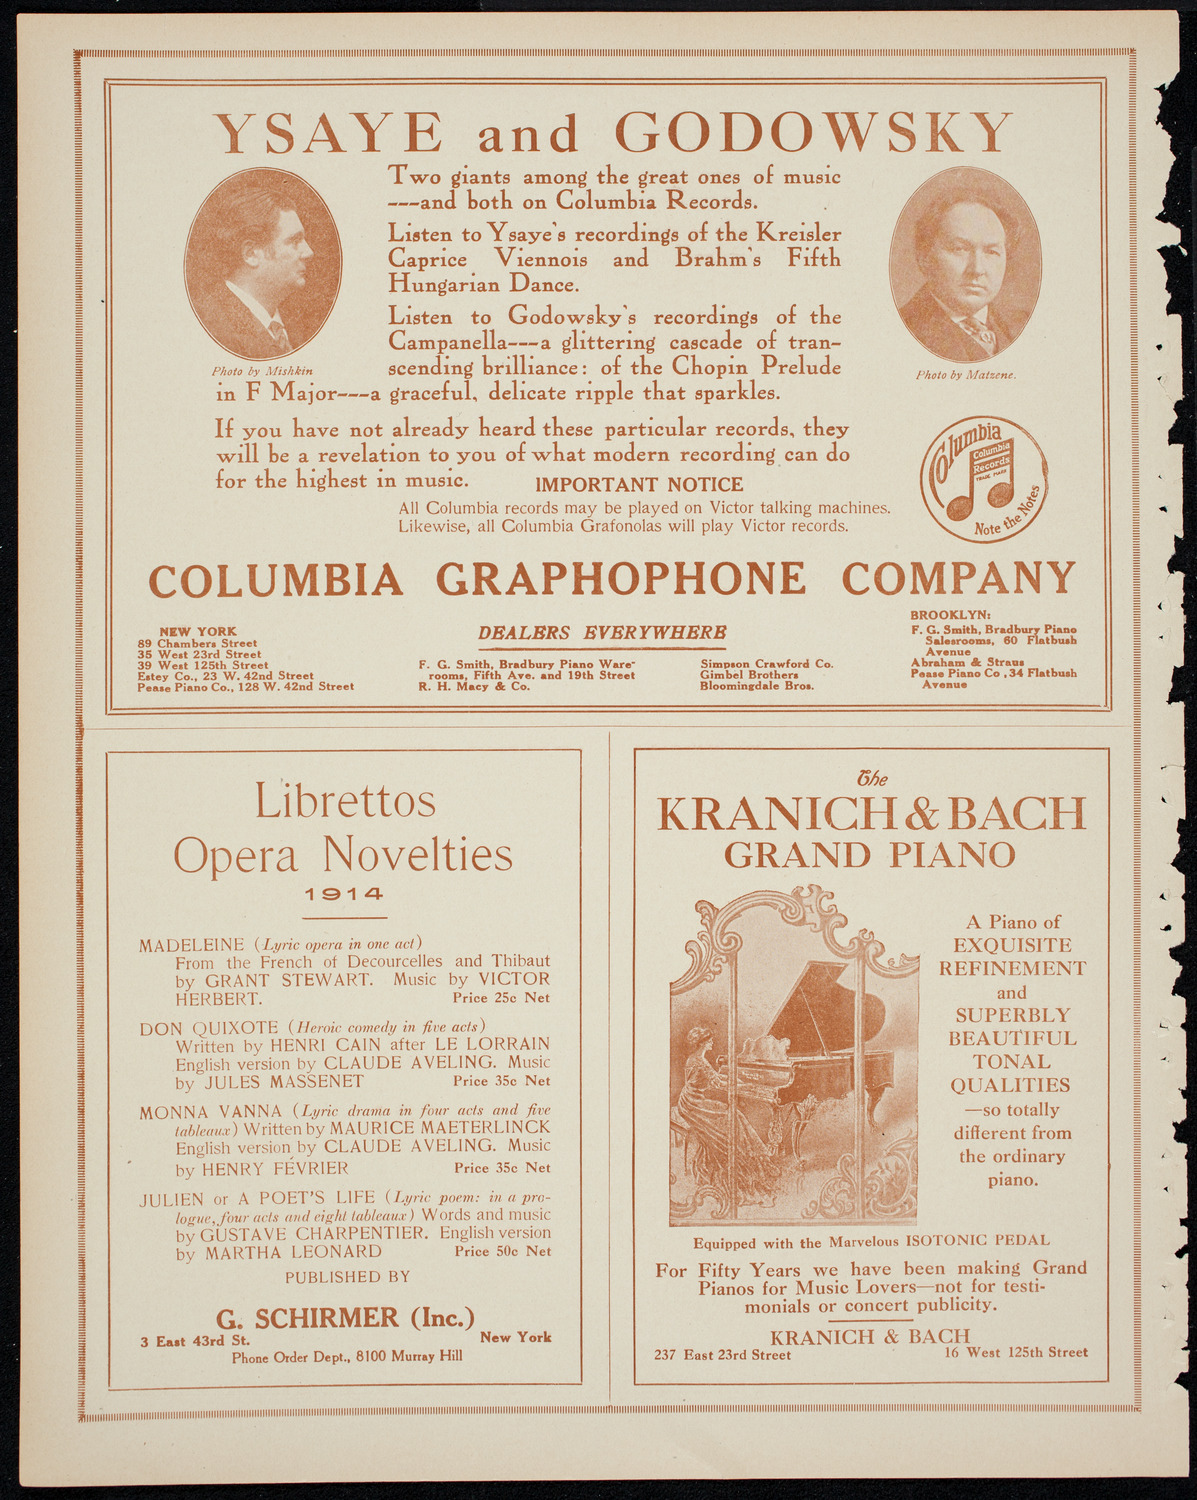 YSAYE and GODOWSKY
Two giants among the great ones of music
---and both on Columbia Records.
Listen to Ysaye's recordings of the Kreisler
Caprice Viennois and Brahm's Fifth
Hungarian Dance.
Listen to Godowsky's recordings of the
Campanella---a glittering cascade of tran-
scending brilliance: of the Chopin Prelude
in F Major---a graceful, delicate ripple that sparkles.
Photo by Mishkin
Photo by Matzene.
If you have not already heard these particular records, they
will be a revelation to you of what modern recording can do
for the highest in music.
IMPORTANT NOTICE
All Columbia records may be played on Victor talking machines.
Likewise, all Columbia Grafonolas will play Victor records.
Columbia
Columbia
Records
TRADE MARK
Note the Notes
COLUMBIA GRAPHOPHONE COMPANY
NEW YORK
89 Chambers Street
35 West 23rd Street
39 West 125th Street
Estey Co., 23 W. 42nd Street
Pease Piano Co., 128 W. 42nd Street
DEALERS EVERYWHERE
F. G. Smith, Bradbury Piano Ware-
rooms, Fifth Ave. and 19th Street
R. H. Macy & Co.
Simpson Crawford Co.
Gimbel Brothers
Bloomingdale Bros.
BROOKLYN:
F. G. Smith, Bradbury Piano
Salesrooms, 60 Flatbush
Avenue
Abraham & Straus
Pease Piano Co., 34 Flatbush
Avenue
Librettos
Opera Novelties
1914
MADELEINE (Lyric opera in one act)
From the French of Decourcelles and Thibaut
by GRANT STEWART. Music by VICTOR
HERBERT. Price 25c Net
DON QUIXOTE (Heroic comedy in five acts)
Written by HENRI CAIN after LE LORRAIN
English version by CLAUDE AVELING. Music
by JULES MASSENET Price 35c Net
MONNA VANNA (Lyric drama in four acts and five
tableaux) Written by MAURICE MAETERLINCK
English version by CLAUDE AVELING. Music
by HENRY FÉVRIER Price 35c Net
JULIEN or A POET'S LIFE (Lyric poem: in a pro-
logue, four acts and eight tableaux) Words and music
by GUSTAVE CHARPENTIER. English version
by MARTHA LEONARD Price 50c Net
PUBLISHED BY
G. SCHIRMER (Inc.)
3 East 43rd St. New York
Phone Order Dept., 8100 Murray Hill
The
KRANICH & BACH
GRAND PIANO
A Piano of
EXQUISITE
REFINEMENT
and
SUPERBLY
BEAUTIFUL
TONAL
QUALITIES
—so totally
different from
the ordinary
piano.
Equipped with the Marvelous ISOTONIC PEDAL
For Fifty Years we have been making Grand
Pianos for Music Lovers—not for testi-
monials or concert publicity.
KRANICH & BACH
237 East 23rd Street 16 West 125th Street